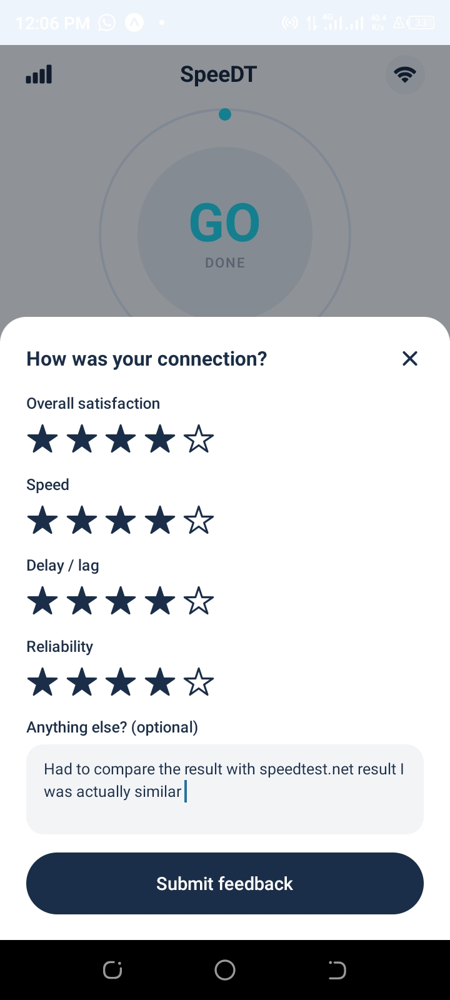 12:06 PM
4G
40.4
K/s
33
SpeeDT
GO
DONE
How was your connection?
Overall satisfaction
Speed
Delay / lag
Reliability
Anything else? (optional)
Had to compare the result with speedtest.net result I
was actually similar
Submit feedback